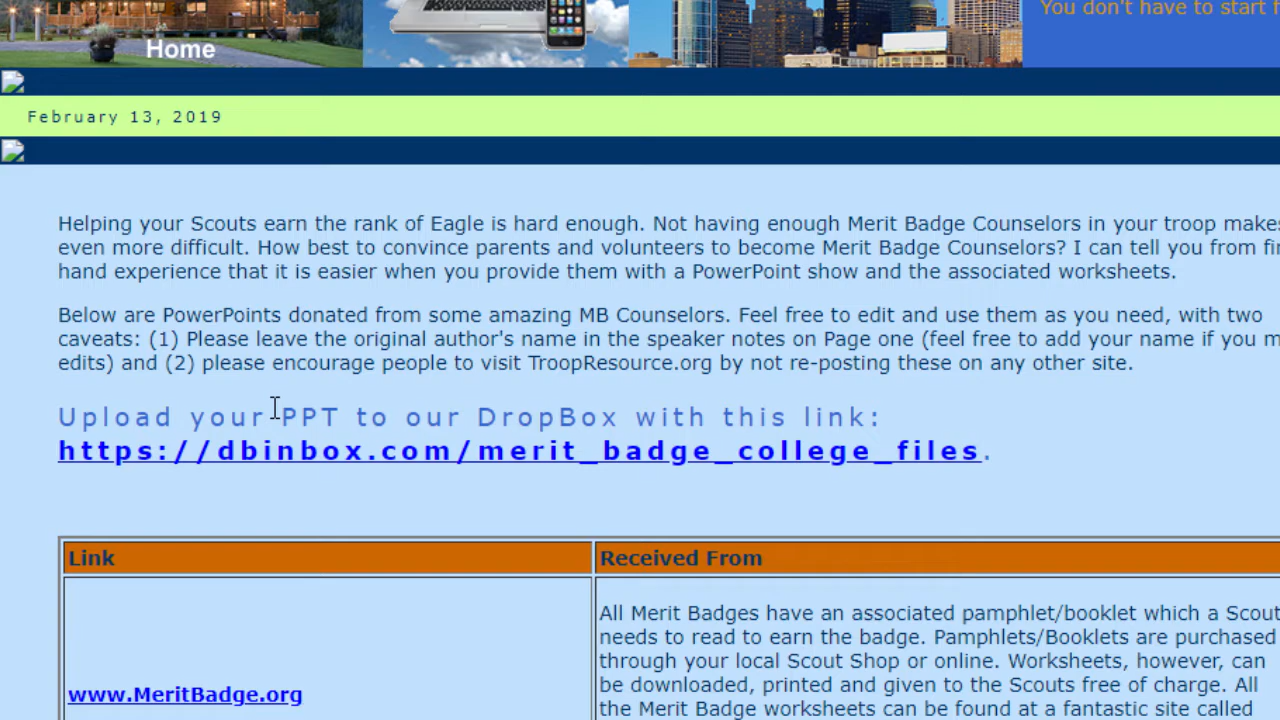 You don't have to start f
Home
February 13, 2019
Helping your Scouts earn the rank of Eagle is hard enough. Not having enough Merit Badge Counselors in your troop makes
even more difficult. How best to convince parents and volunteers to become Merit Badge Counselors? I can tell you from fi
hand experience that it is easier when you provide them with a PowerPoint show and the associated worksheets.
Below are PowerPoints donated from some amazing MB Counselors. Feel free to edit and use them as you need, with two
caveats: (1) Please leave the original author's name in the speaker notes on Page one (feel free to add your name if you m
edits) and (2) please encourage people to visit TroopResource.org by not re-posting these on any other site.
Upload your PPT to our DropBox with this link:
https://dbinbox.com/merit_badge_college_files.
Link
Received From
All Merit Badges have an associated pamphlet/booklet which a Scout
needs to read to earn the badge. Pamphlets/Booklets are purchased
through your local Scout Shop or online. Worksheets, however, can
be downloaded, printed and given to the Scouts free of charge. All
the Merit Badge worksheets can be found at a fantastic site called
www.MeritBadge.org